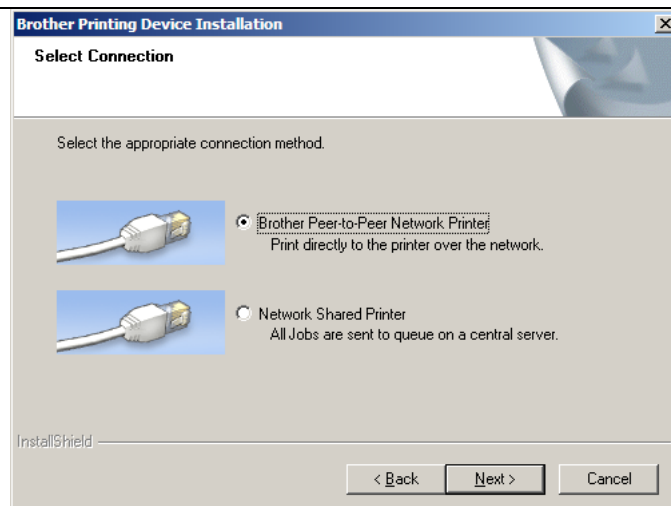 Brother Printing Device Installation
Select Connection
Select the appropriate connection method.
Brother Peer-to-Peer Network Printer
Print directly to the printer over the network.
Network Shared Printer
All Jobs are sent to queue on a central server.
InstallShield
< Back Next > Cancel